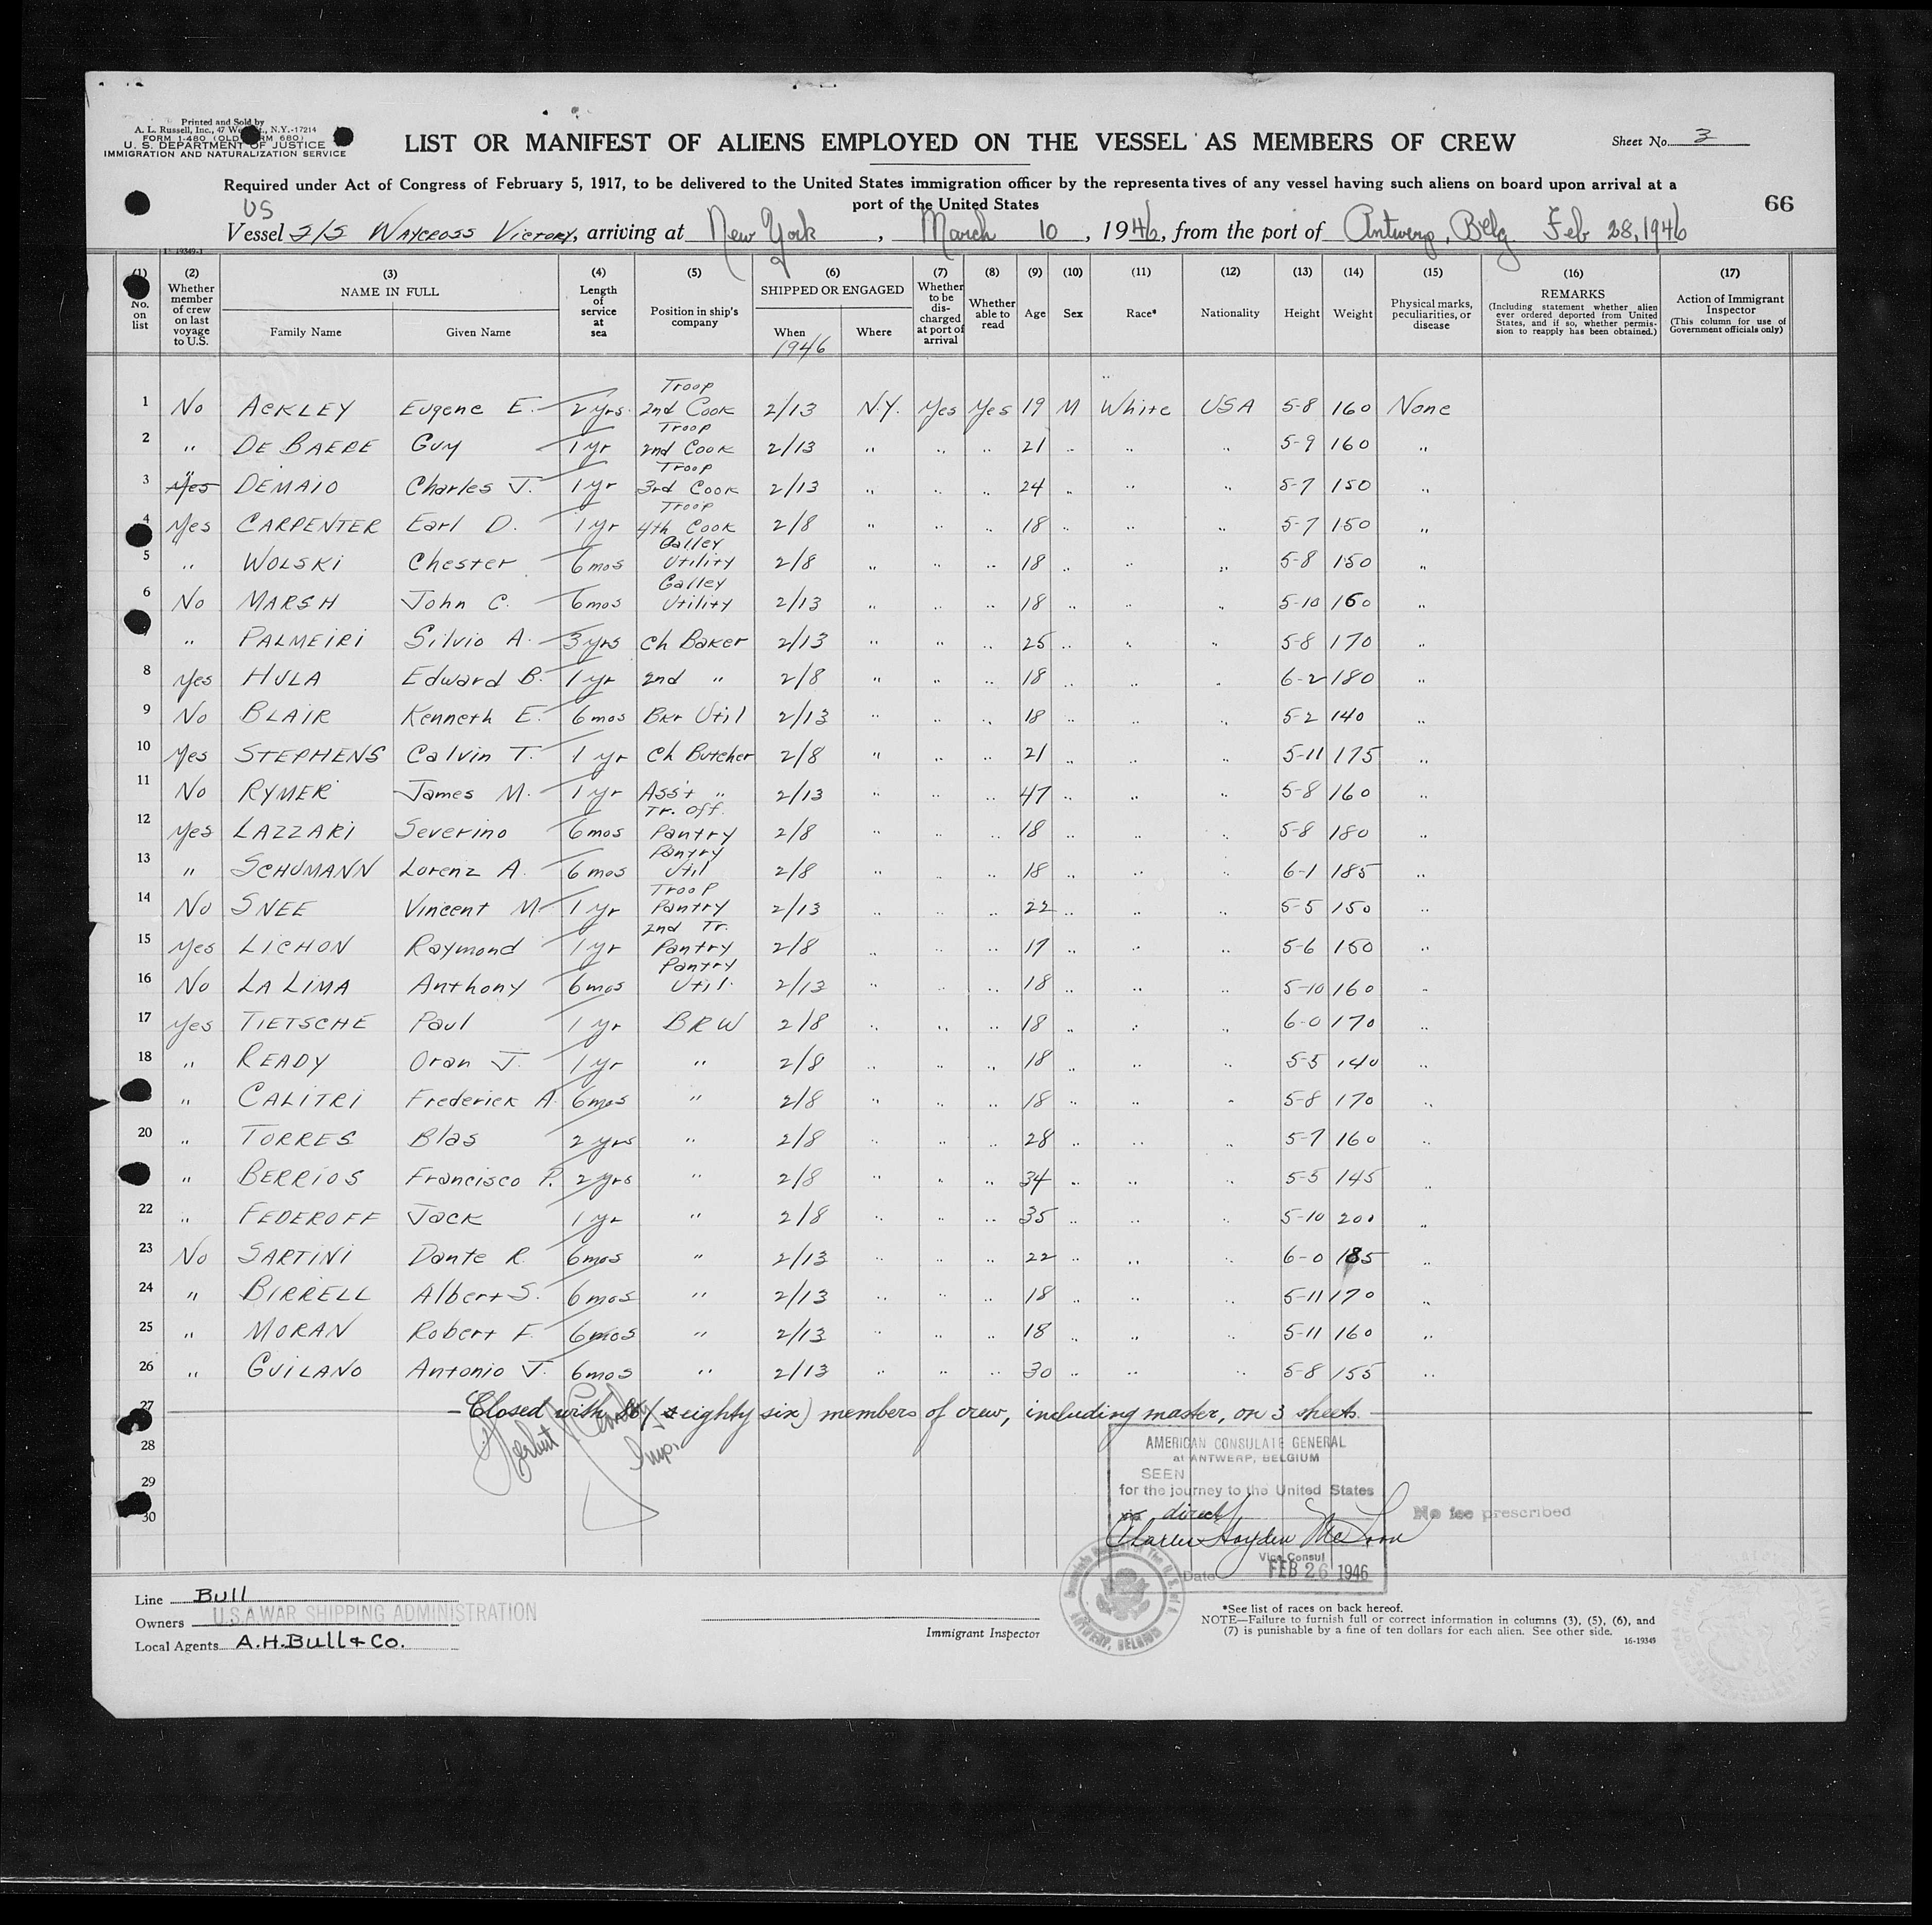 Printed and Sold by
A. L. Russell, Inc., 47 St., N.Y.-17214
FORM I-480 (OLD FORM 680)
U. S. DEPARTMENT OF JUSTICE
IMMIGRATION AND NATURALIZATION SERVICE
LIST OR MANIFEST OF ALIENS EMPLOYED ON THE VESSEL AS MEMBERS OF CREW
Sheet No. 3
Required under Act of Congress of February 5, 1917, to be delivered to the United States immigration officer by the representatives of any vessel having such aliens on board upon arrival at a
port of the United States
66
US
Vessel S/S WAYCROSS VICTORY, arriving at New York, March 10, 1946, from the port of Antwerp, Belg Feb 28, 1946
(1) No. on list
(2) Whether member of crew on last voyage to U.S.
(3) NAME IN FULL Family Name Given Name
(4) Length of service at sea
(5) Position in ship's company
(6) SHIPPED OR ENGAGED When 1946 Where
(7) Whether to be discharged at port of arrival
(8) Whether able to read
(9) Age
(10) Sex
(11) Race*
(12) Nationality
(13) Height
(14) Weight
(15) Physical marks, peculiarities, or disease
(16) REMARKS (Including statement whether alien ever ordered deported from United States, and if so, whether permission to reapply has been obtained.)
(17) Action of Immigrant Inspector (This column for use of Government officials only)
1 No ACKLEY Eugene E. 2 yrs. Troop 2nd Cook 2/13 N.Y. Yes Yes 19 M White USA 5-8 160 None
2 " DE BAERE Guy 1 yr Troop 2nd Cook 2/13 " " " 21 " " " 5-9 160 "
3 " Yes DEMAIO Charles J. 1 yr Troop 3rd Cook 2/13 " " " 24 " " " 5-7 150 "
4 Yes CARPENTER Earl D. 1 yr Troop 4th Cook 2/8 " " " 18 " " " 5-7 150 "
5 " WOLSKI Chester 6 mos Galley Utility 2/8 " " " 18 " " " 5-8 150 "
6 No MARSH John C. 6 mos Galley Utility 2/13 " " " 18 " " " 5-10 160 "
" PALMEIRI Silvio A. 3 yrs Ch Baker 2/13 " " " 25 " " " 5-8 170 "
8 Yes HULA Edward B. 1 yr 2nd " 2/8 " " " 18 " " " 6-2 180 "
9 No BLAIR Kenneth E. 6 mos Bkr Util 2/13 " " " 18 " " " 5-2 140 "
10 Yes STEPHENS Calvin T. 1 yr Ch Butcher 2/8 " " " 21 " " " 5-11 175 "
11 No RYMER James M. 1 yr Asst " 2/13 " " " 47 " " " 5-8 160 "
12 Yes LAZZARI Severino 6 mos Tr. Off. Pantry 2/8 " " " 18 " " " 5-8 180 "
13 " SCHUMANN Lorenz A. 6 mos Pantry Util 2/8 " " " 18 " " " 6-1 185 "
14 No SNEE Vincent M. 1 yr Troop Pantry 2/13 " " " 22 " " " 5-5 150 "
15 Yes LICHON Raymond 1 yr 2nd Tr. Pantry 2/8 " " " 17 " " " 5-6 150 "
16 No LA LIMA Anthony 6 mos Pantry Util. 2/13 " " " 18 " " " 5-10 160 "
17 Yes TIETSCHE Paul 1 yr BRW 2/8 " " " 18 " " " 6-0 170 "
18 " READY Oran J. 1 yr " 2/8 " " " 18 " " " 5-5 140 "
" CALITRI Frederick A 6 mos " 2/8 " " " 18 " " " 5-8 170 "
20 " TORRES Blas 2 yrs " 2/8 " " " 28 " " " 5-7 160 "
" BERRIOS Francisco P. 2 yrs " 2/8 " " " 34 " " " 5-5 145 "
22 " FEDEROFF Jack 1 yr " 2/8 " " " 35 " " " 5-10 200 "
23 No SARTINI Dante R. 6 mos " 2/13 " " " 22 " " " 6-0 185 "
24 " BIRRELL Albert S. 6 mos " 2/13 " " " 18 " " " 5-11 170 "
25 " MORAN Robert F. 6 mos " 2/13 " " " 18 " " " 5-11 160 "
26 " GUILANO Antonio J. 6 mos " 2/13 " " " 30 " " " 5-8 155 "
27 Closed with 86 (eighty six) members of crew, including master, on 3 sheets.
28
29
30
AMERICAN CONSULATE GENERAL
at ANTWERP, BELGIUM
SEEN
for the journey to the United States
via direct
No fee prescribed
Charles Hayden
Vice Consul
Date FEB 26 1946
ANTWERP, BELGIUM
Line Bull
Owners U.S.A. WAR SHIPPING ADMINISTRATION
Local Agents A.H. Bull & Co.
Immigrant Inspector
*See list of races on back hereof.
NOTE—Failure to furnish full or correct information in columns (3), (5), (6), and
(7) is punishable by a fine of ten dollars for each alien. See other side.
16-19349